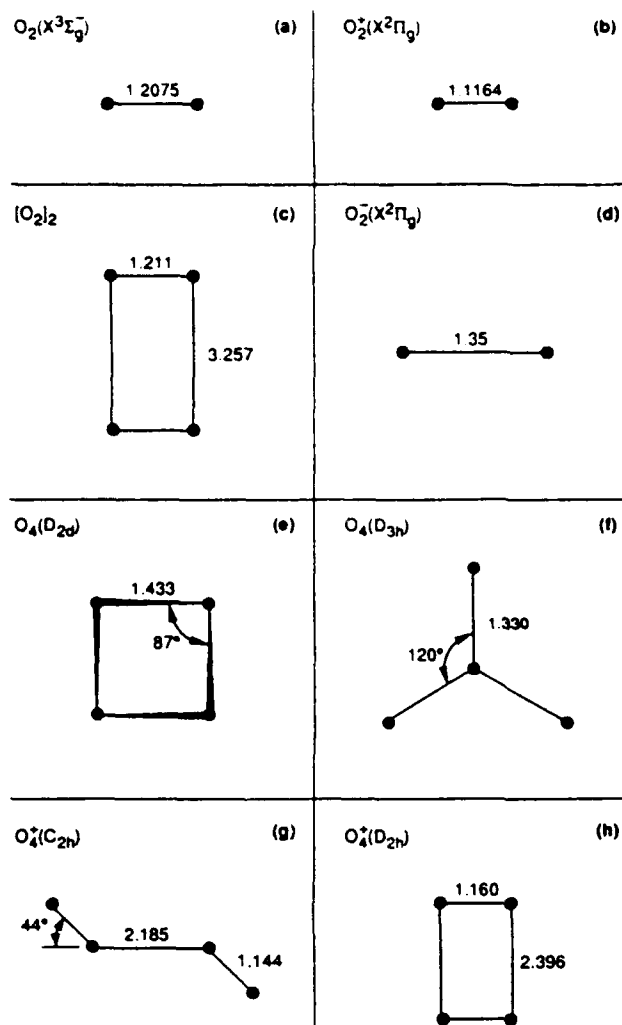 O₂(X³Σg⁻) (a)
1.2075
O₂⁺(X²Πg) (b)
1.1164
[O₂]₂ (c)
1.211
3.257
O₂⁻(X²Πg) (d)
1.35
O₄(D₂d) (e)
1.433
87°
O₄(D₃h) (f)
1.330
120°
O₄⁺(C₂h) (g)
44°
2.185
1.144
O₄⁺(D₂h) (h)
1.160
2.396